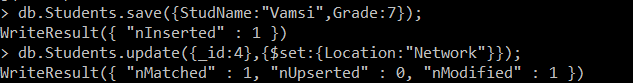 > db.Students.save({StudName:"Vamsi",Grade:7});
WriteResult({ "nInserted" : 1 })
> db.Students.update({_id:4},{$set:{Location:"Network"}});
WriteResult({ "nMatched" : 1, "nUpserted" : 0, "nModified" : 1 })